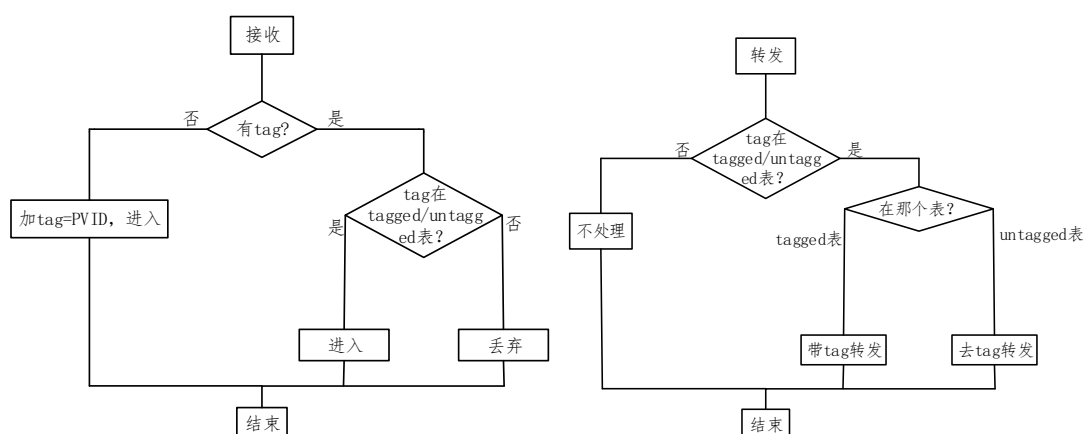 接收
否
有tag?
是
加tag=PVID，进入
tag在
tagged/untagg
ed表？
是
否
进入
丢弃
结束
转发
tag在
tagged/untagg
ed表？
否
是
不处理
在那个表？
tagged表
untagged表
带tag转发
去tag转发
结束